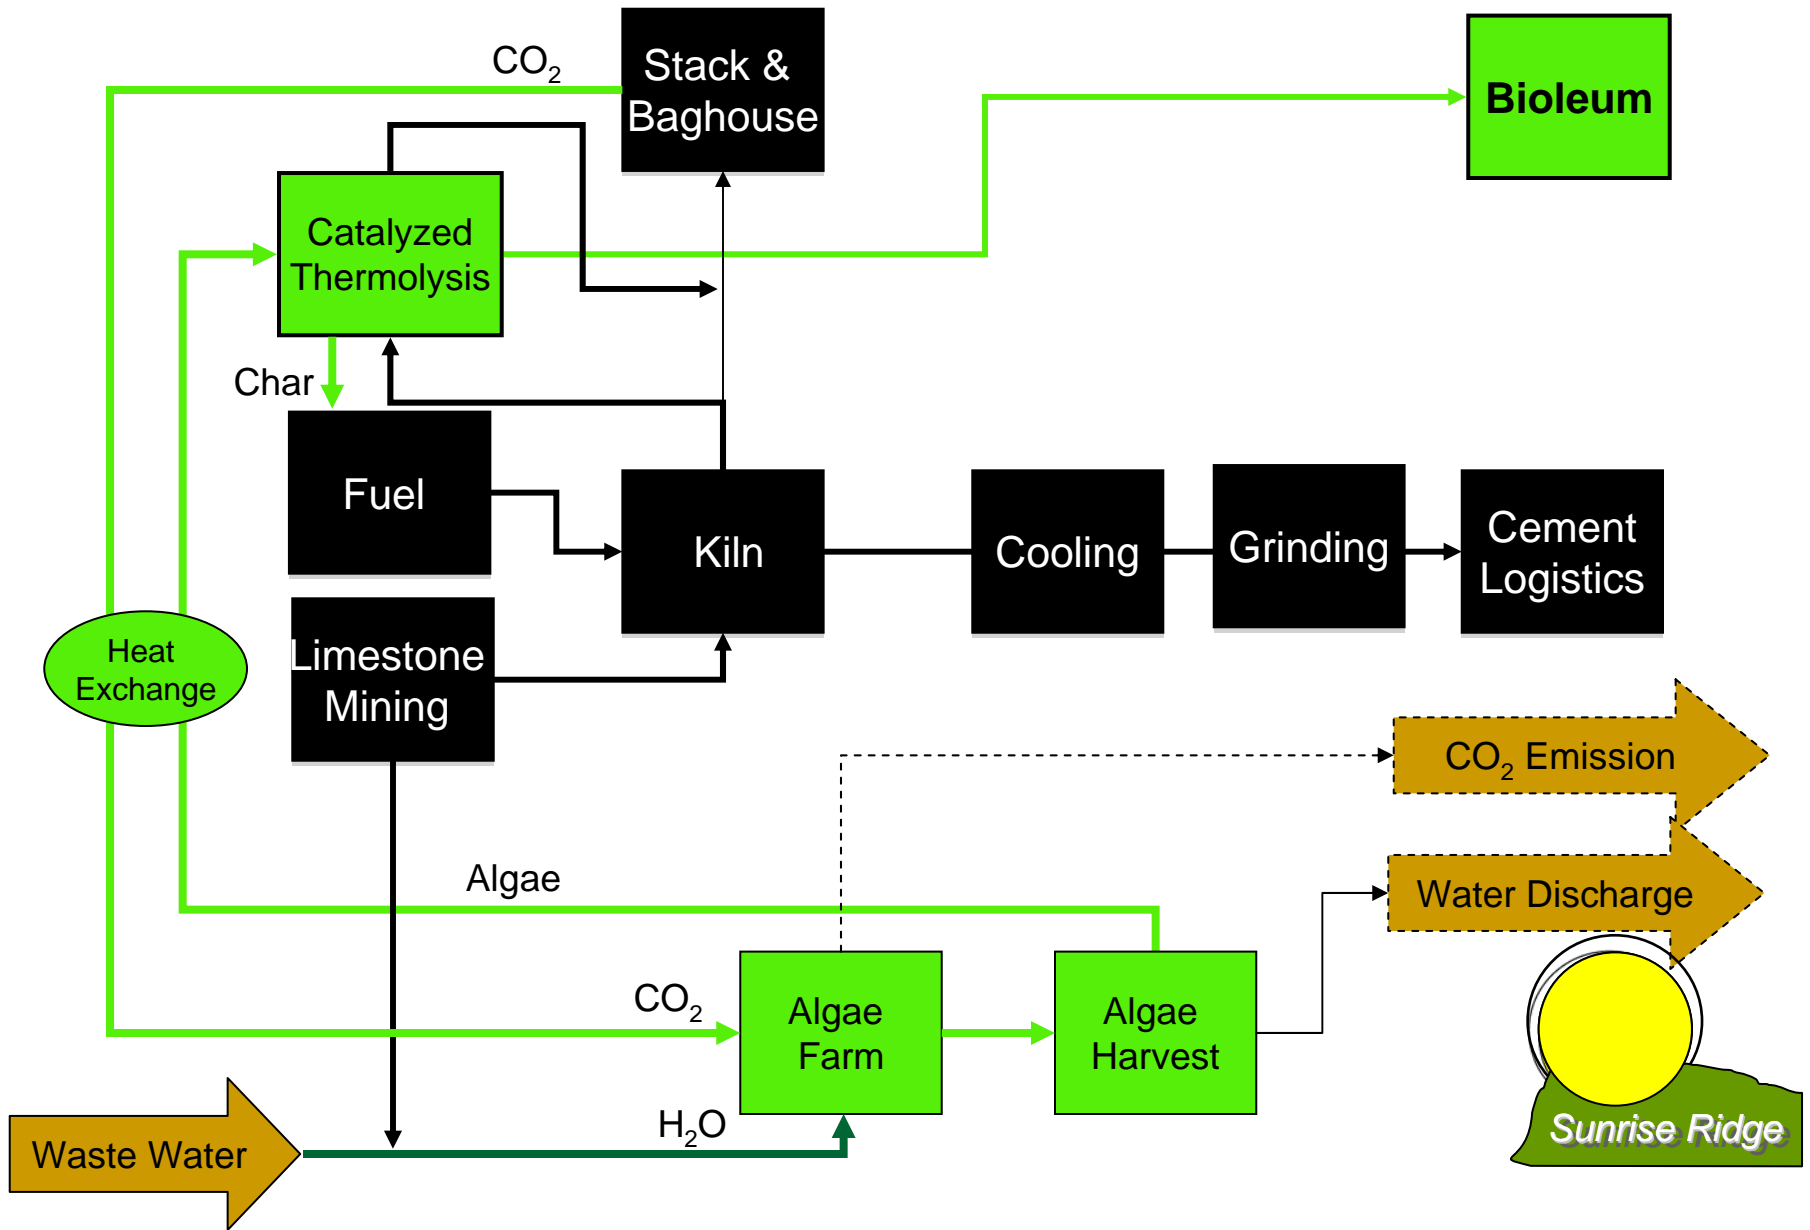 CO2
Stack &
Baghouse
Bioleum
Catalyzed
Thermolysis
Char
Fuel
Kiln
Cooling
Grinding
Cement
Logistics
Heat
Exchange
Limestone
Mining
CO2 Emission
Algae
Water Discharge
CO2
Algae
Farm
Algae
Harvest
H2O
Waste Water
Sunrise Ridge